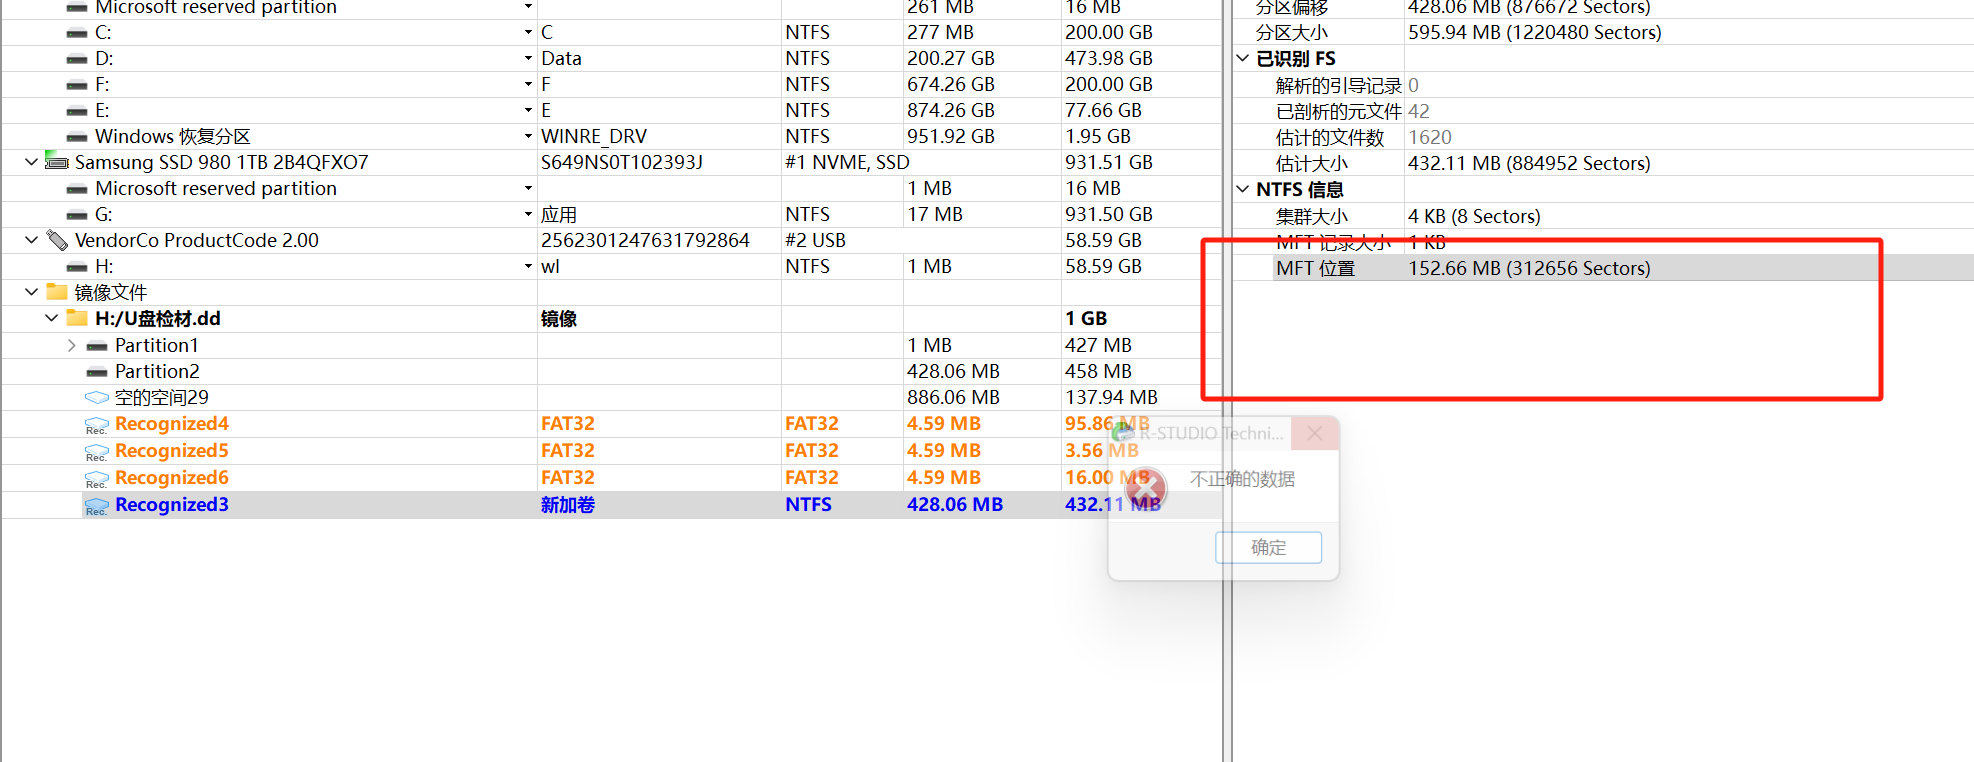 Microsoft reserved partition 261 MB 16 MB
C: C NTFS 277 MB 200.00 GB
D: Data NTFS 200.27 GB 473.98 GB
F: F NTFS 674.26 GB 200.00 GB
E: E NTFS 874.26 GB 77.66 GB
Windows 恢复分区 WINRE_DRV NTFS 951.92 GB 1.95 GB
Samsung SSD 980 1TB 2B4QFXO7 S649NS0T102393J #1 NVME, SSD 931.51 GB
Microsoft reserved partition 1 MB 16 MB
G: 应用 NTFS 17 MB 931.50 GB
VendorCo ProductCode 2.00 2562301247631792864 #2 USB 58.59 GB
H: wl NTFS 1 MB 58.59 GB
镜像文件
H:/U盘检材.dd 镜像 1 GB
Partition1 1 MB 427 MB
Partition2 428.06 MB 458 MB
空的空间29 886.06 MB 137.94 MB
Rec. Recognized4 FAT32 FAT32 4.59 MB 95.86 MB
Rec. Recognized5 FAT32 FAT32 4.59 MB 3.56 MB
Rec. Recognized6 FAT32 FAT32 4.59 MB 16.00 MB
Rec. Recognized3 新加卷 NTFS 428.06 MB 432.11 MB
分区偏移 428.06 MB (876672 Sectors)
分区大小 595.94 MB (1220480 Sectors)
已识别 FS
解析的引导记录 0
已剖析的元文件 42
估计的文件数 1620
估计大小 432.11 MB (884952 Sectors)
NTFS 信息
集群大小 4 KB (8 Sectors)
MFT 记录大小 1 KB
MFT 位置 152.66 MB (312656 Sectors)
R-STUDIO Techni...
不正确的数据
确定